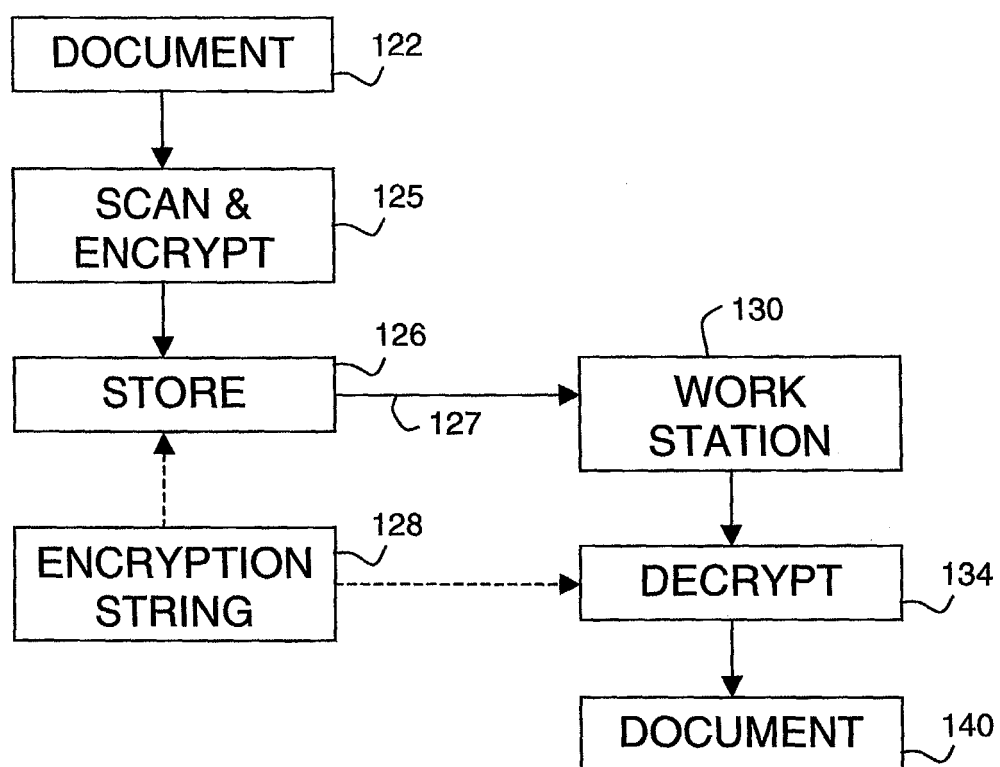 DOCUMENT
122
SCAN &
ENCRYPT
125
STORE
126
127
130
WORK
STATION
ENCRYPTION
STRING
128
DECRYPT
134
DOCUMENT
140